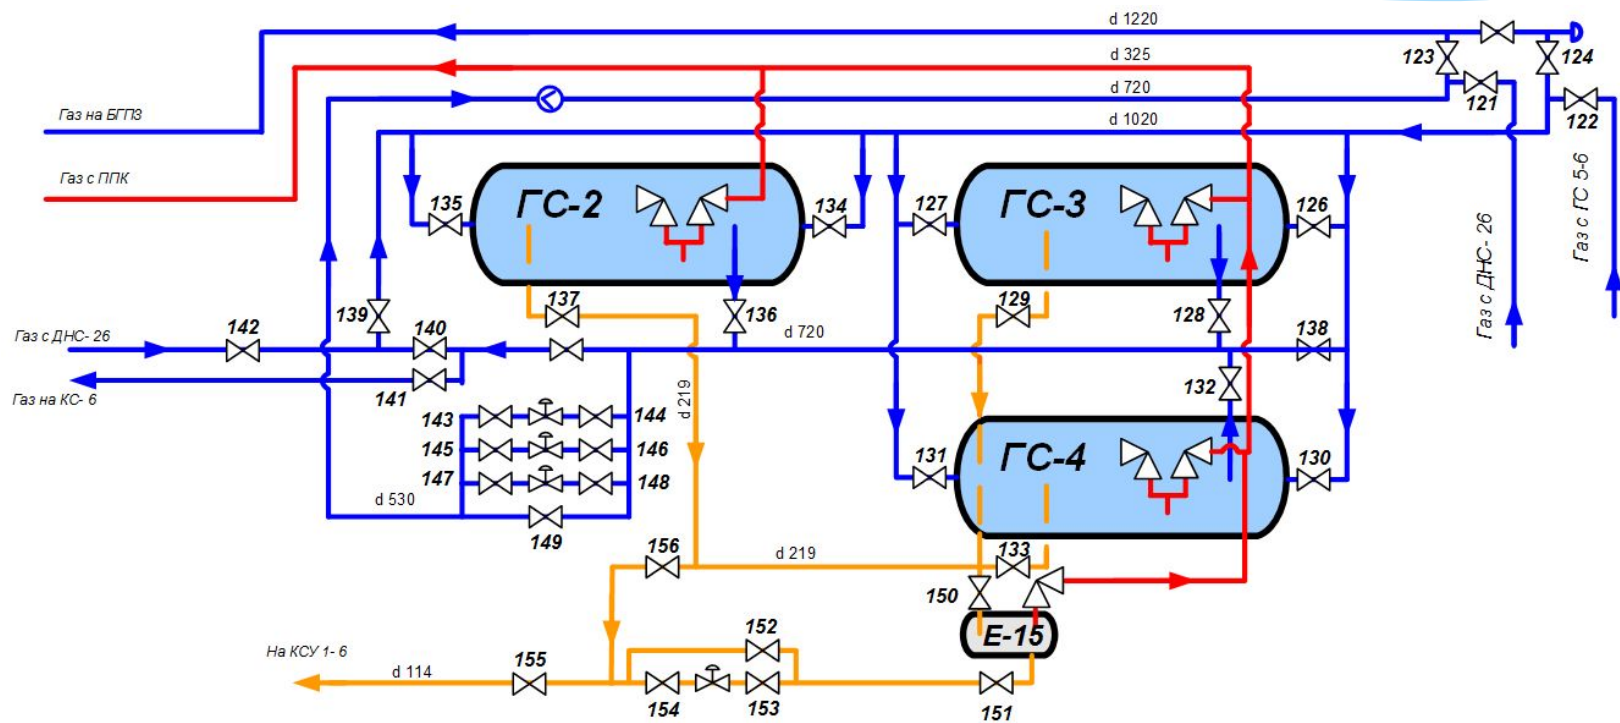 d 1220
123
124
d 325
d 720
121
122
Газ на БГПЗ
d 1020
Газ с ППК
ГС-2
ГС-3
135
134
127
126
Газ с ДНС- 26
Газ с ГС 5-6
137
136
129
128
138
139
142
140
Газ с ДНС- 26
d 720
141
Газ на КС- 6
132
d 219
143
144
145
146
147
148
ГС-4
131
130
d 530
149
156
d 219
133
150
Е-15
152
На КСУ 1- 6
155
d 114
154
153
151